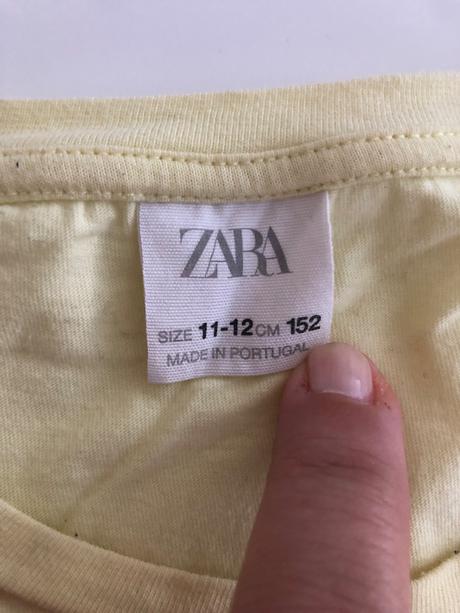 ZARA
SIZE 11-12 CM 152
MADE IN PORTUGAL